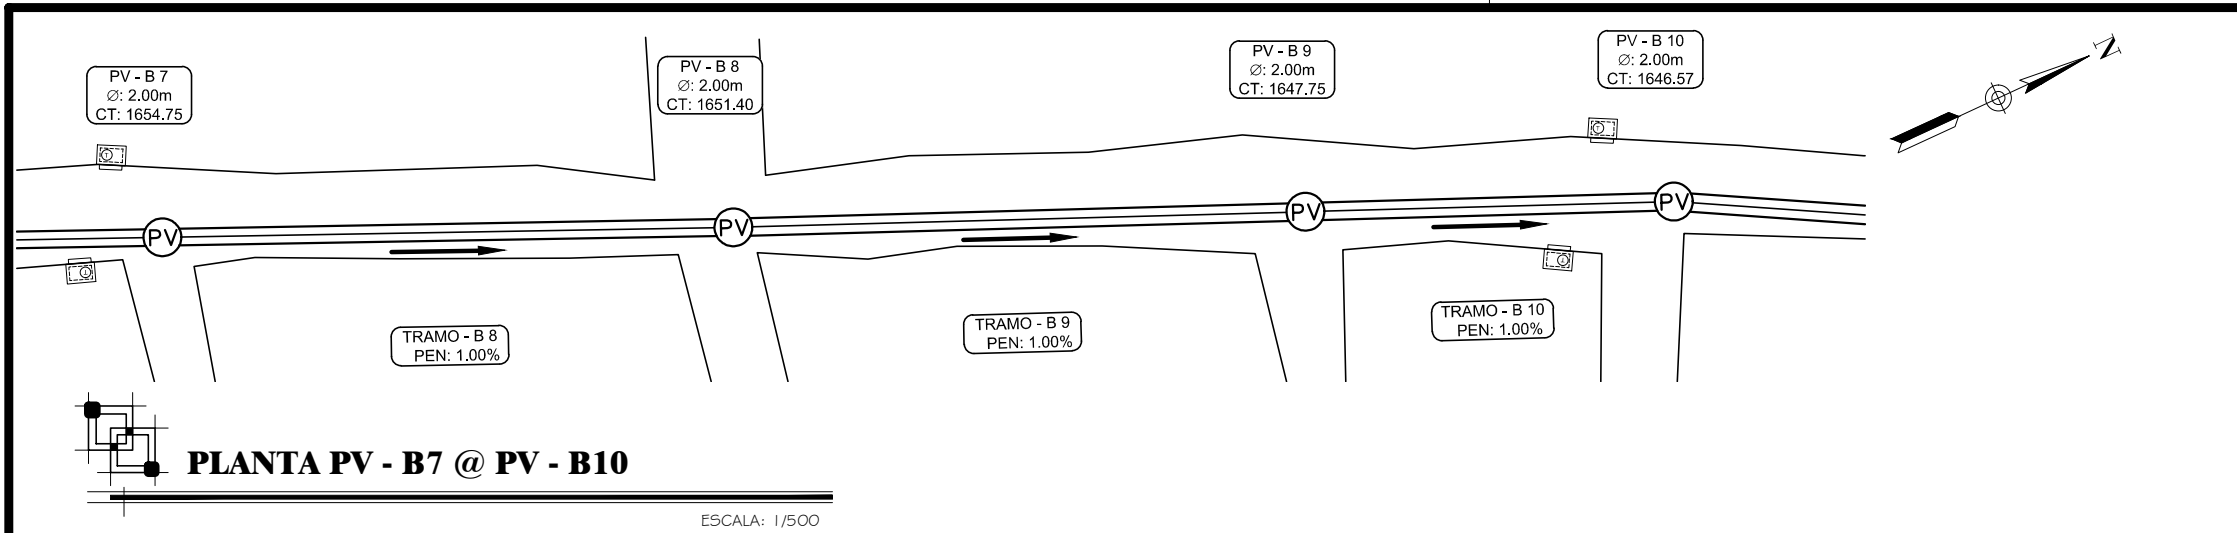 PV - B 7
Ø: 2.00m
CT: 1654.75
PV - B 8
Ø: 2.00m
CT: 1651.40
PV - B 9
Ø: 2.00m
CT: 1647.75
PV - B 10
Ø: 2.00m
CT: 1646.57
N
T
T
PV
PV
PV
PV
T
T
TRAMO - B 8
PEN: 1.00%
TRAMO - B 9
PEN: 1.00%
TRAMO - B 10
PEN: 1.00%
PLANTA PV - B7 @ PV - B10
ESCALA: 1/500